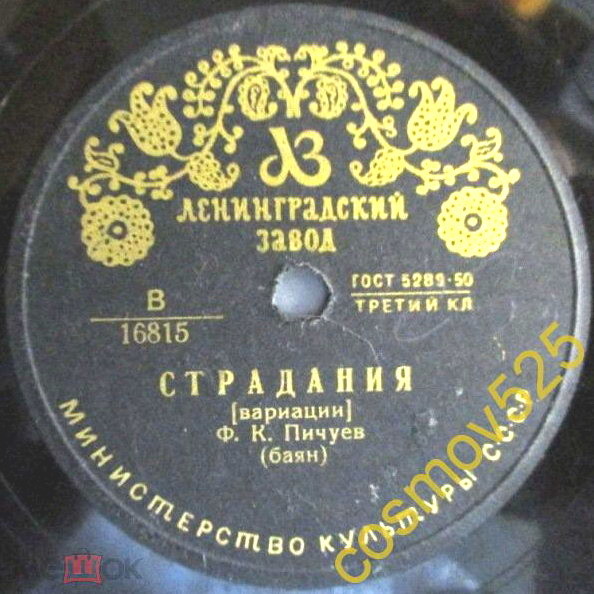 ЛЗ
ЛЕНИНГРАДСКИЙ
ЗАВОД
В
16815
ГОСТ 5289-50
ТРЕТИЙ КЛ
СТРАДАНИЯ
[вариации]
Ф. К. Пичуев
(баян)
МИНИСТЕРСТВО КУЛЬТУРЫ СССР
cosmov525